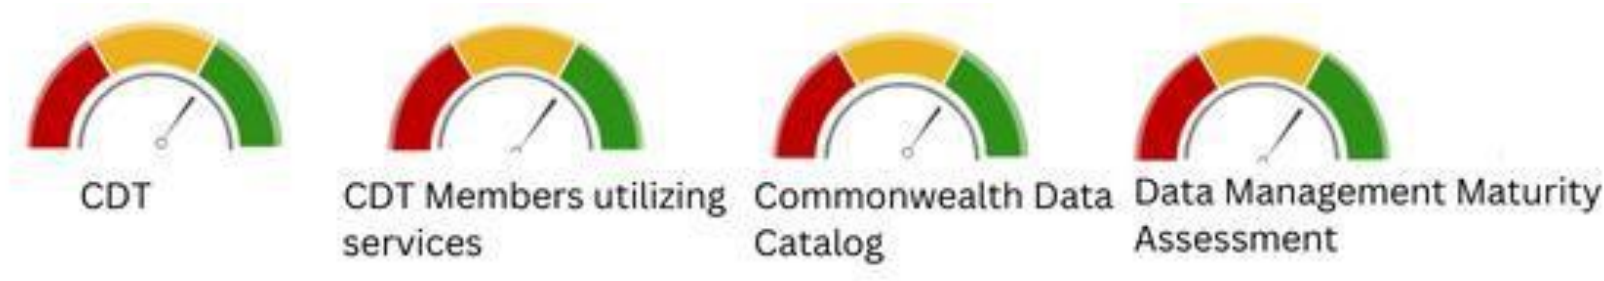 CDT
CDT Members utilizing
services
Commonwealth Data
Catalog
Data Management Maturity
Assessment